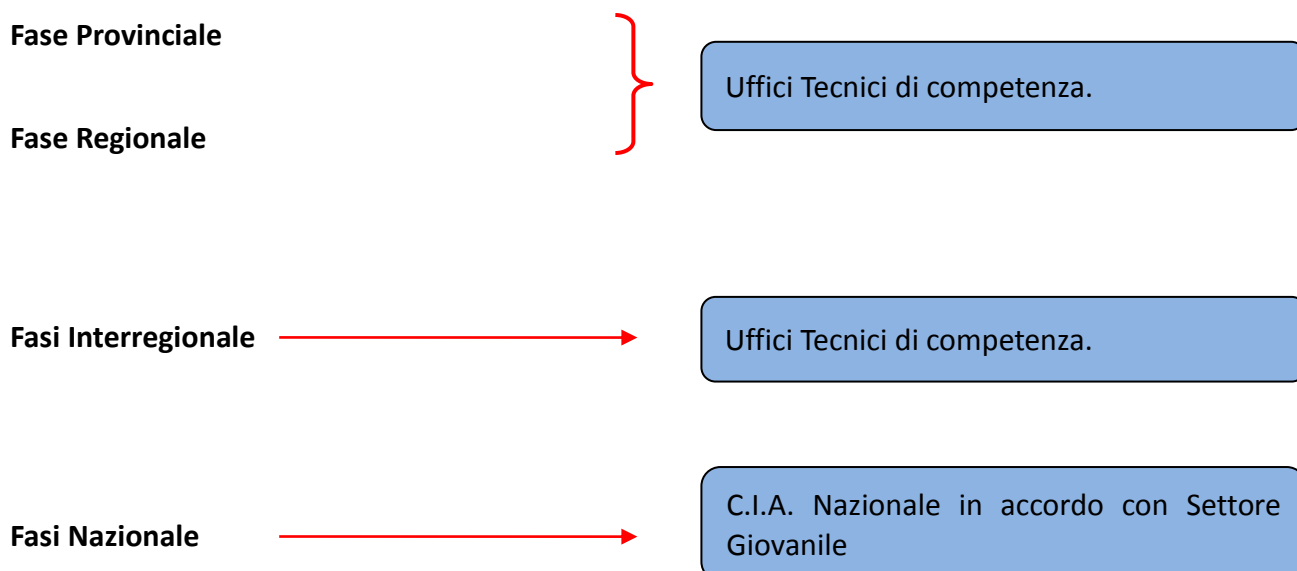 Fase Provinciale
Uffici Tecnici di competenza.
Fase Regionale
Fasi Interregionale
Uffici Tecnici di competenza.
Fasi Nazionale
C.I.A. Nazionale in accordo con Settore
Giovanile